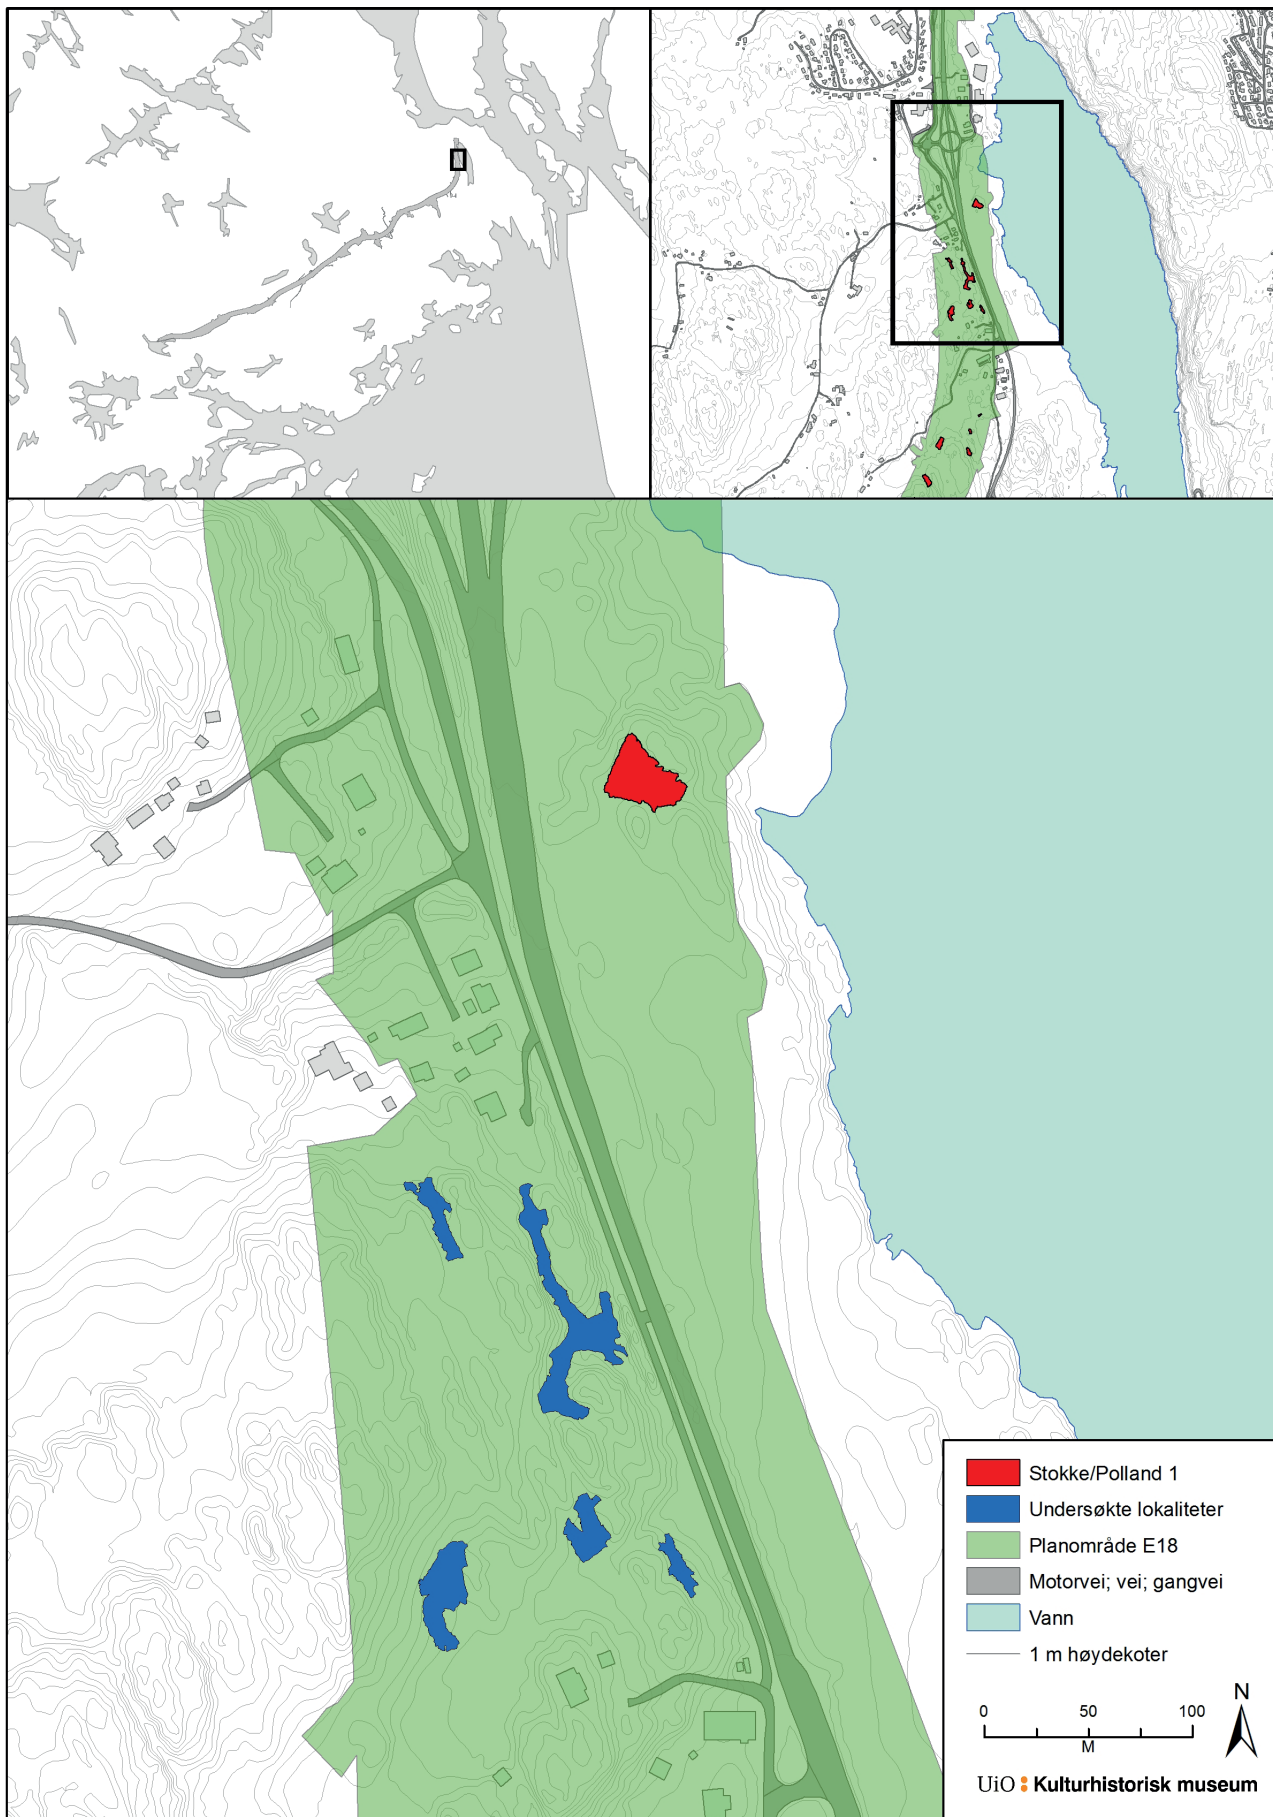 Stokke/Polland 1
Undersøkte lokaliteter
Planområde E18
Motorvei; vei; gangvei
Vann
1 m høydekoter
N
0 50 100
M
UiO Kulturhistorisk museum